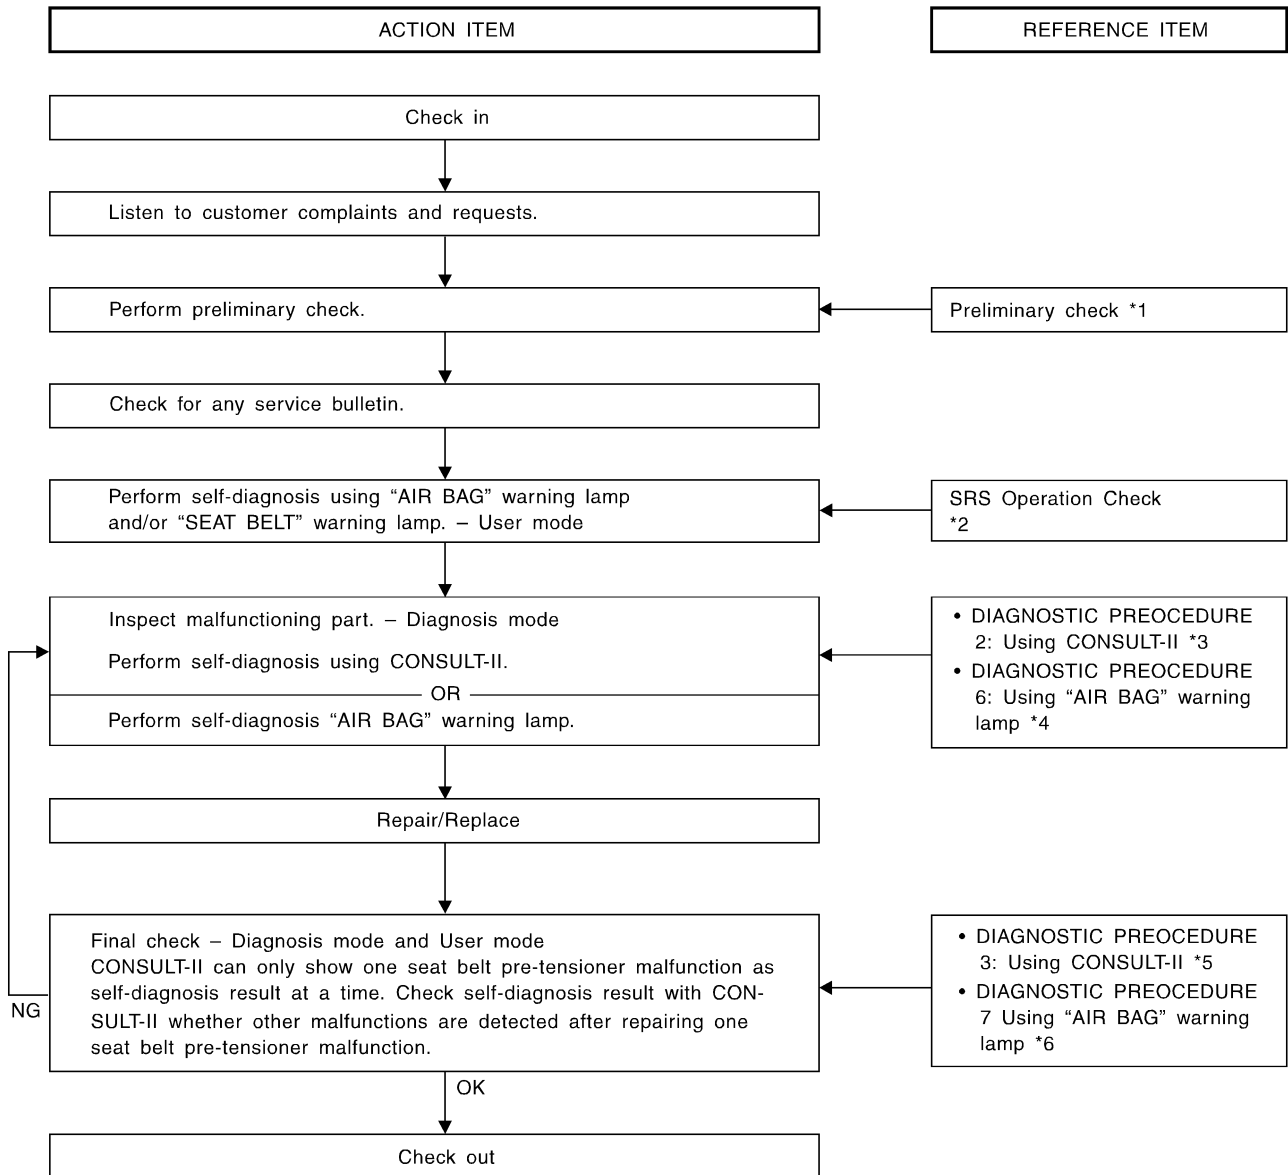 ACTION ITEM
REFERENCE ITEM
Check in
Listen to customer complaints and requests.
Perform preliminary check.
Preliminary check *1
Check for any service bulletin.
Perform self-diagnosis using “AIR BAG” warning lamp
and/or “SEAT BELT” warning lamp. – User mode
SRS Operation Check
*2
Inspect malfunctioning part. – Diagnosis mode
Perform self-diagnosis using CONSULT-II.
OR
Perform self-diagnosis “AIR BAG” warning lamp.
• DIAGNOSTIC PREOCEDURE
2: Using CONSULT-II *3
• DIAGNOSTIC PREOCEDURE
6: Using “AIR BAG” warning
lamp *4
Repair/Replace
Final check – Diagnosis mode and User mode
CONSULT-II can only show one seat belt pre-tensioner malfunction as
self-diagnosis result at a time. Check self-diagnosis result with CON-
SULT-II whether other malfunctions are detected after repairing one
seat belt pre-tensioner malfunction.
• DIAGNOSTIC PREOCEDURE
3: Using CONSULT-II *5
• DIAGNOSTIC PREOCEDURE
7 Using “AIR BAG” warning
lamp *6
NG
OK
Check out